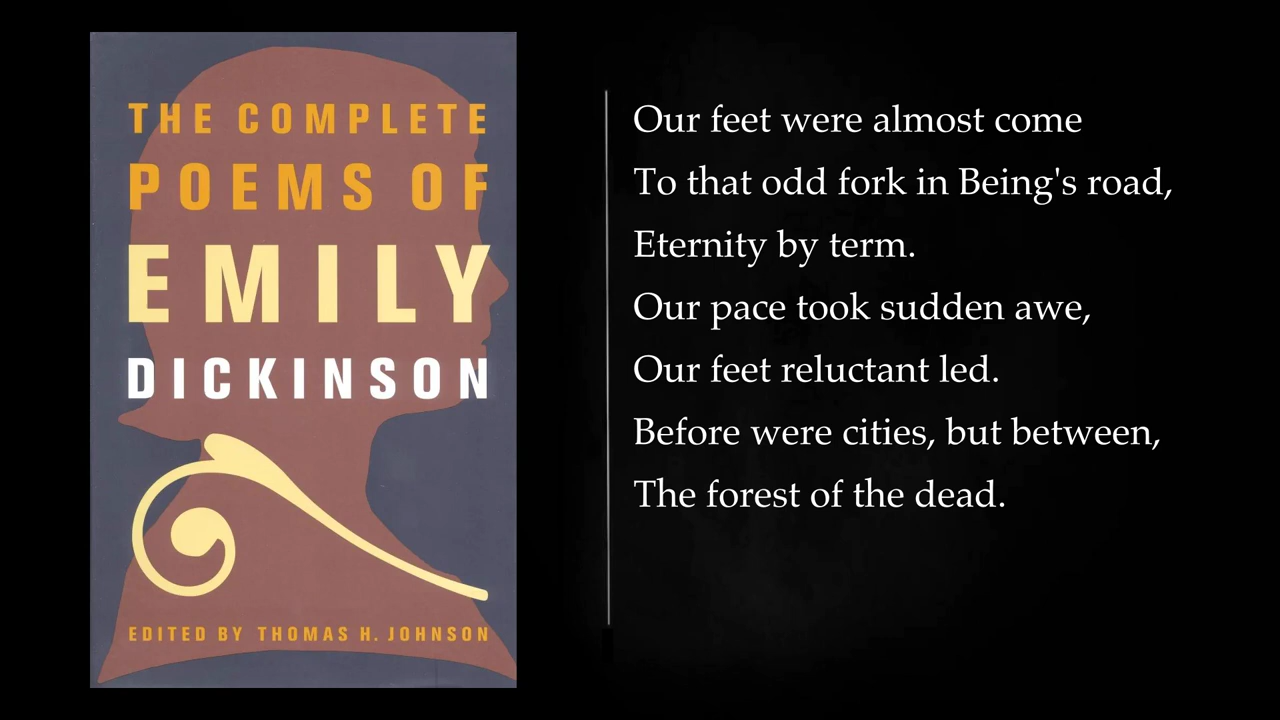 THE COMPLETE
POEMS OF
EMILY
DICKINSON
EDITED BY THOMAS H. JOHNSON
Our feet were almost come
To that odd fork in Being's road,
Eternity by term.
Our pace took sudden awe,
Our feet reluctant led.
Before were cities, but between,
The forest of the dead.